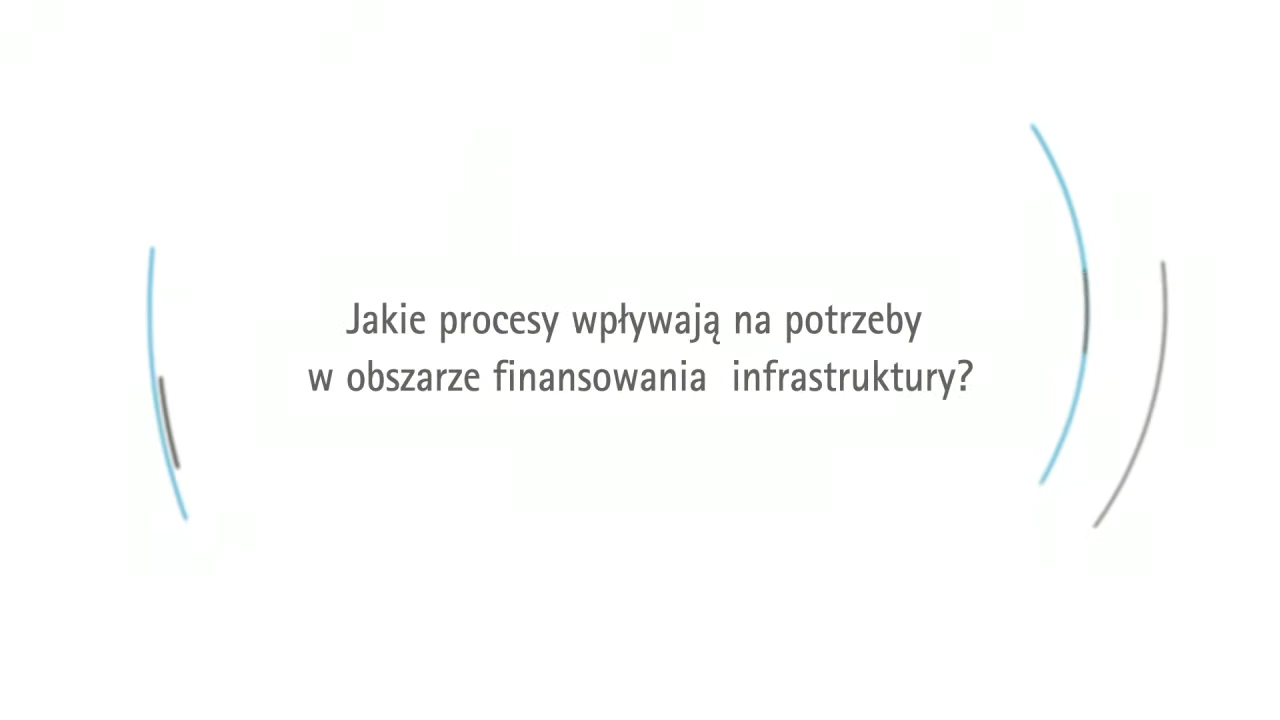 Jakie procesy wpływają na potrzeby
w obszarze finansowania  infrastruktury?